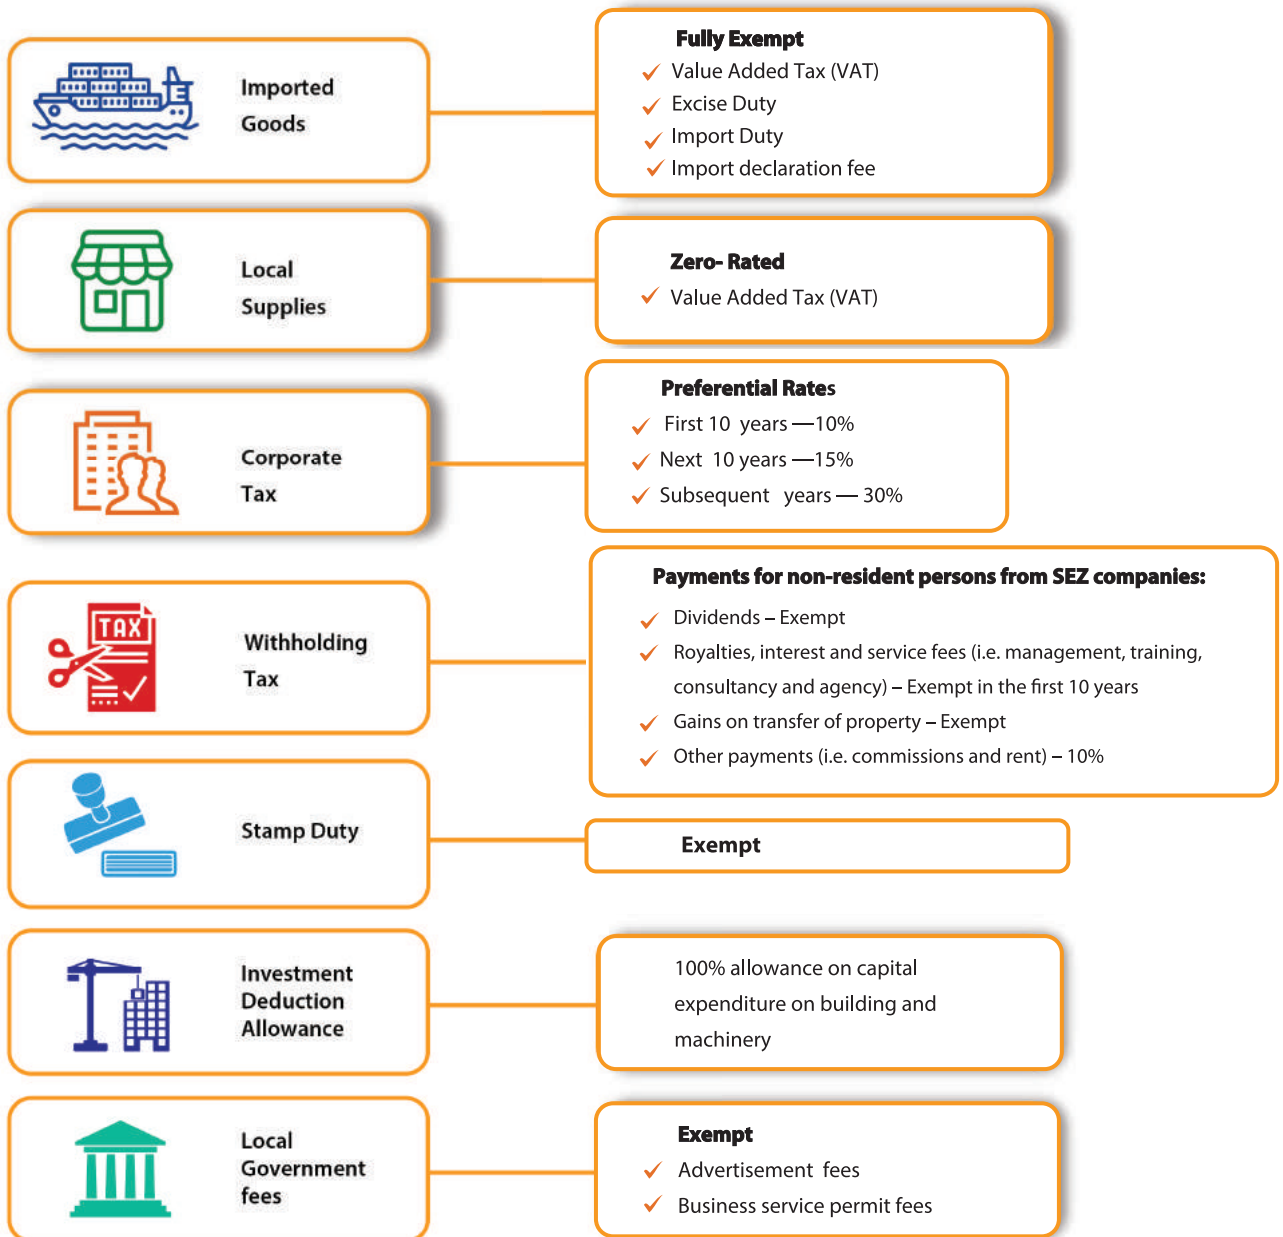 Imported
Goods
Fully Exempt
Value Added Tax (VAT)
Excise Duty
Import Duty
Import declaration fee
Local
Supplies
Zero- Rated
Value Added Tax (VAT)
Corporate
Tax
Preferential Rates
First 10 years —10%
Next 10 years —15%
Subsequent years — 30%
TAX
Withholding
Tax
Payments for non-resident persons from SEZ companies:
Dividends – Exempt
Royalties, interest and service fees (i.e. management, training,
consultancy and agency) – Exempt in the first 10 years
Gains on transfer of property – Exempt
Other payments (i.e. commissions and rent) – 10%
Stamp Duty
Exempt
Investment
Deduction
Allowance
100% allowance on capital
expenditure on building and
machinery
Local
Government
fees
Exempt
Advertisement fees
Business service permit fees